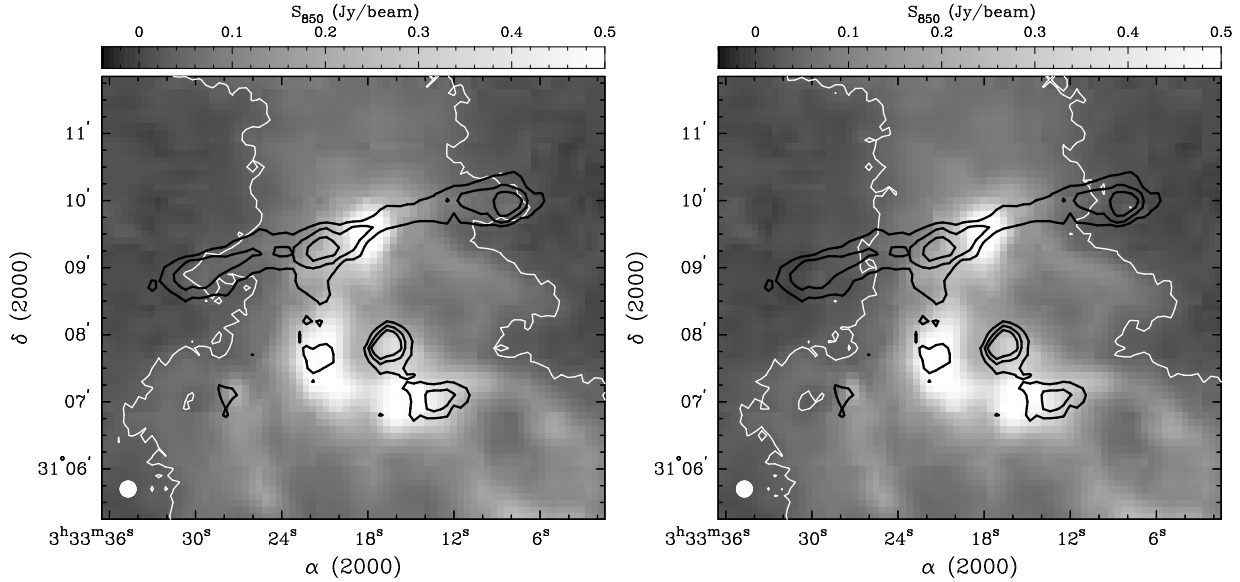 S850 (Jy/beam)
0 0.1 0.2 0.3 0.4 0.5
11′
10′
09′
08′
07′
31°06′
δ (2000)
3h33m36s 30s 24s 18s 12s 6s
α (2000)
S850 (Jy/beam)
0 0.1 0.2 0.3 0.4 0.5
11′
10′
09′
08′
07′
31°06′
δ (2000)
3h33m36s 30s 24s 18s 12s 6s
α (2000)